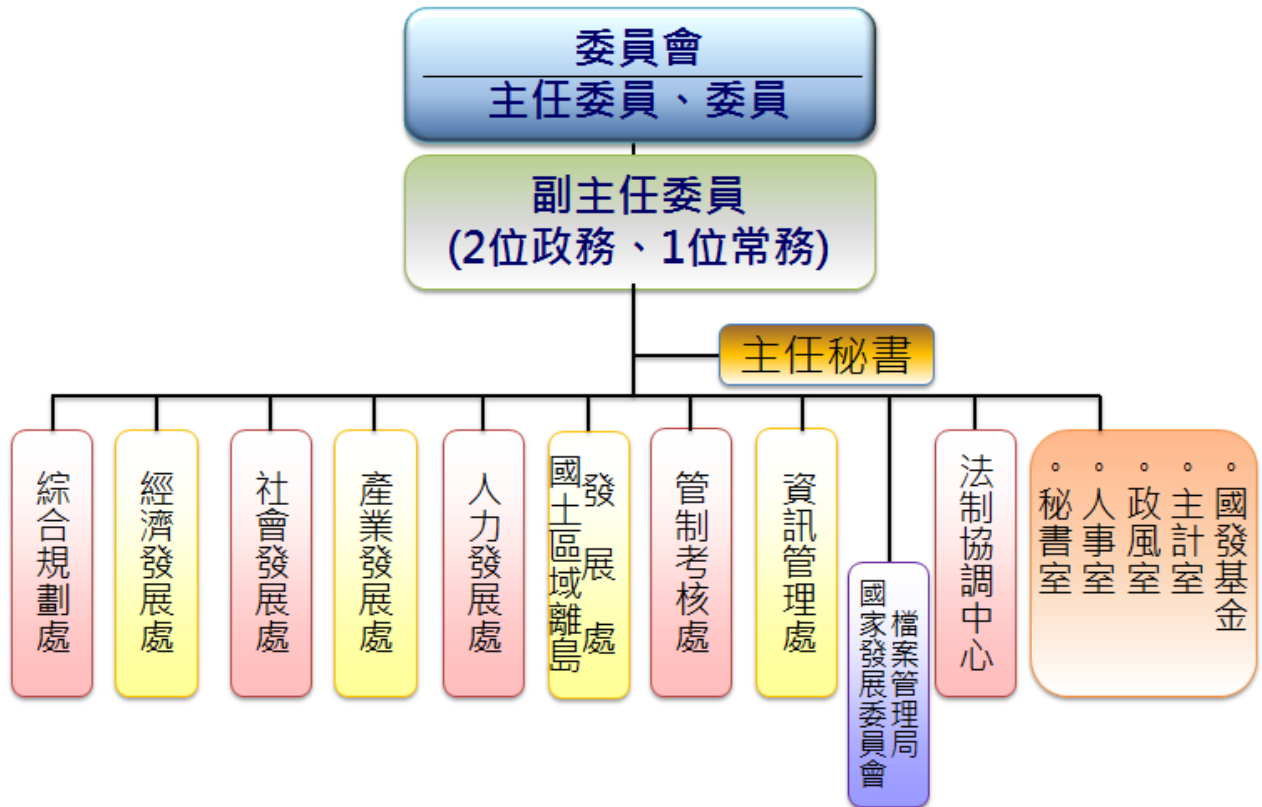 委員會
主任委員、委員
副主任委員
(2位政務、1位常務)
主任秘書
綜合規劃處
經濟發展處
社會發展處
產業發展處
人力發展處
國土區域離島
發展處
管制考核處
資訊管理處
國家發展委員會
檔案管理局
法制協調中心
。秘書室
。人事室
。政風室
。主計室
。國發基金